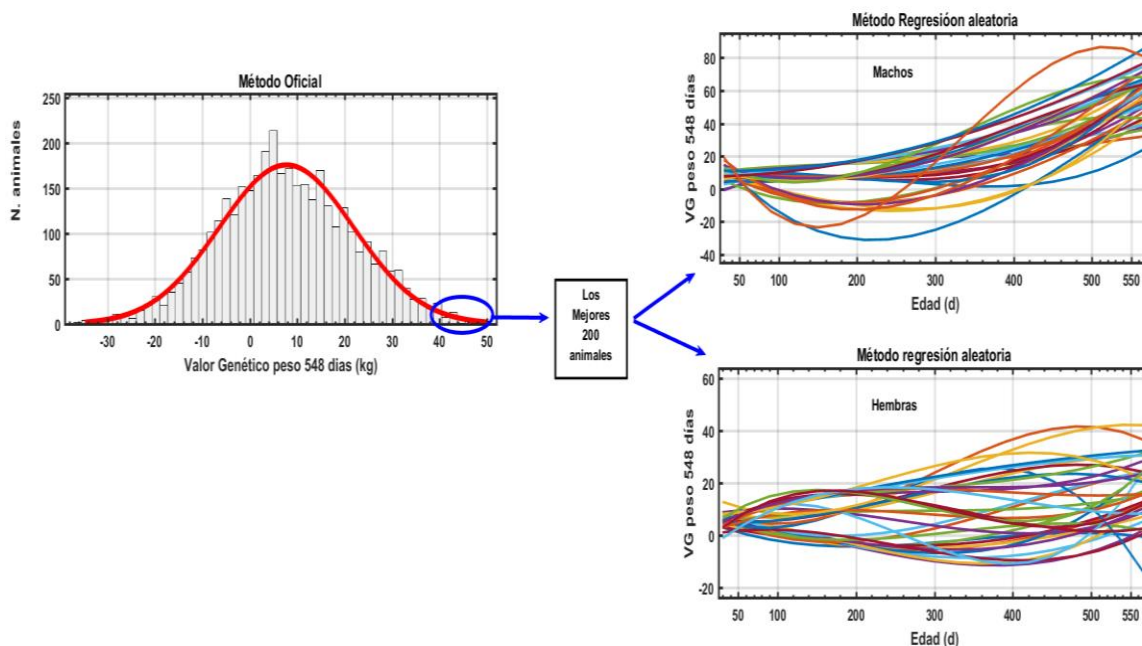 Método Oficial
250
200
150
100
50
0
N. animales
-30 -20 -10 0 10 20 30 40 50
Valor Genético peso 548 dias (kg)
Los
Mejores
200
animales
Método Regresióon aleatoria
Machos
80
60
40
20
0
-20
-40
VG peso 548 días
50 100 200 300 400 500 550
Edad (d)
Método regresión aleatoria
Hembras
60
40
20
0
-20
VG peso 548 días
50 100 200 300 400 500 550
Edad (d)